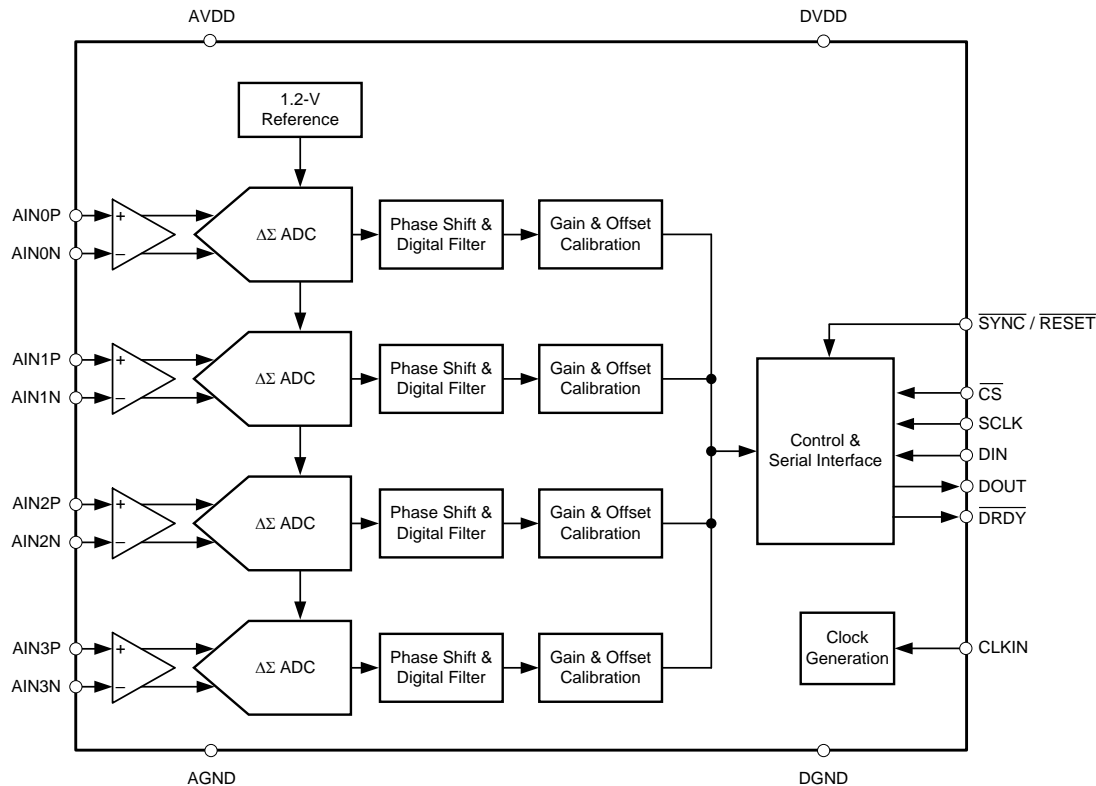 AVDD
DVDD
1.2-V
Reference
AIN0P
+
AIN0N
−
ΔΣ ADC
Phase Shift &
Digital Filter
Gain & Offset
Calibration
AIN1P
+
AIN1N
−
ΔΣ ADC
Phase Shift &
Digital Filter
Gain & Offset
Calibration
AIN2P
+
AIN2N
−
ΔΣ ADC
Phase Shift &
Digital Filter
Gain & Offset
Calibration
AIN3P
+
AIN3N
−
ΔΣ ADC
Phase Shift &
Digital Filter
Gain & Offset
Calibration
Control &
Serial Interface
SYNC / RESET
CS
SCLK
DIN
DOUT
DRDY
Clock
Generation
CLKIN
AGND
DGND